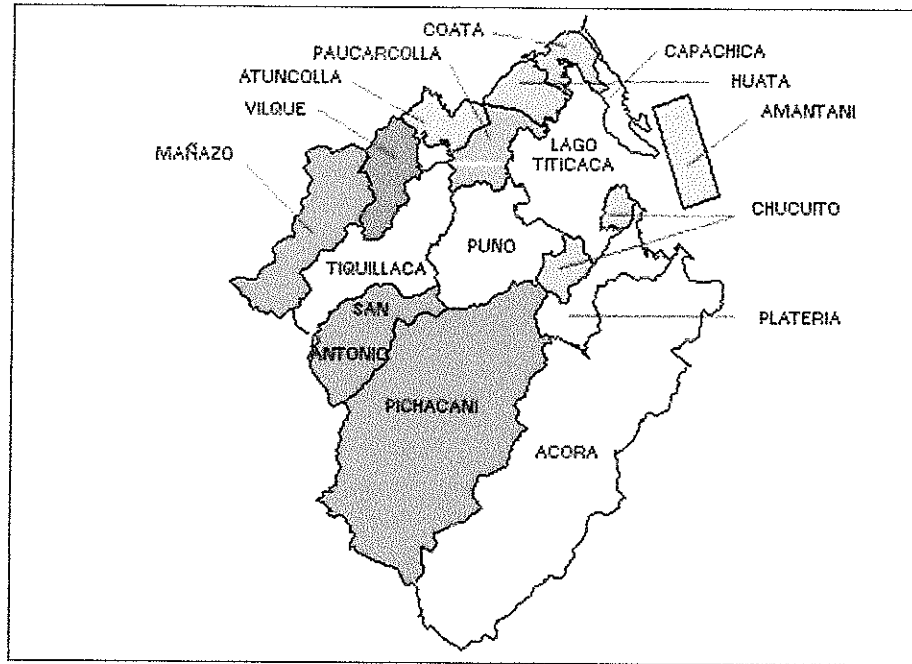 COATA
PAUCARCOLLA
CAPACHICA
ATUNCOLLA
HUATA
VILQUE
AMANTANI
MAÑAZO
LAGO
TITICACA
CHUCUITO
PUNO
TIQUILLACA
SAN
ANTONIO
PLATERIA
PICHACANI
ACORA